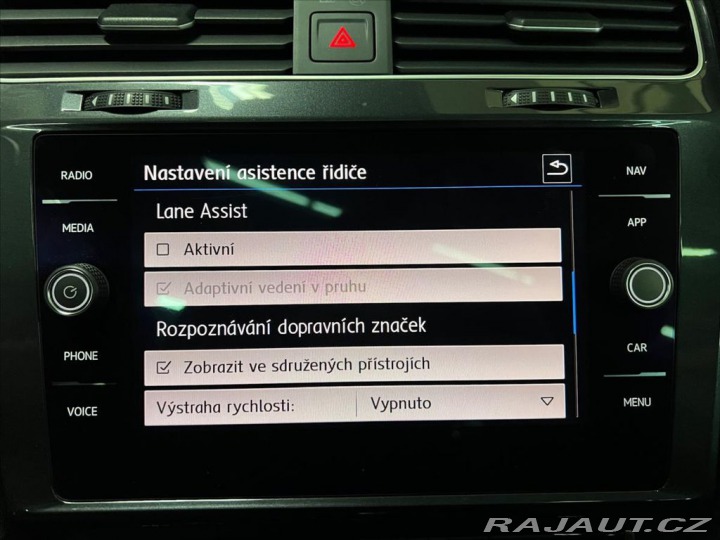 RADIO
MEDIA
PHONE
VOICE
Nastavení asistence řidiče
Lane Assist
Aktivní
Adaptivní vedení v pruhu
Rozpoznávání dopravních značek
Zobrazit ve sdružených přístrojích
Výstraha rychlosti: Vypnuto
NAV
APP
CAR
MENU
RAJAUT.CZ